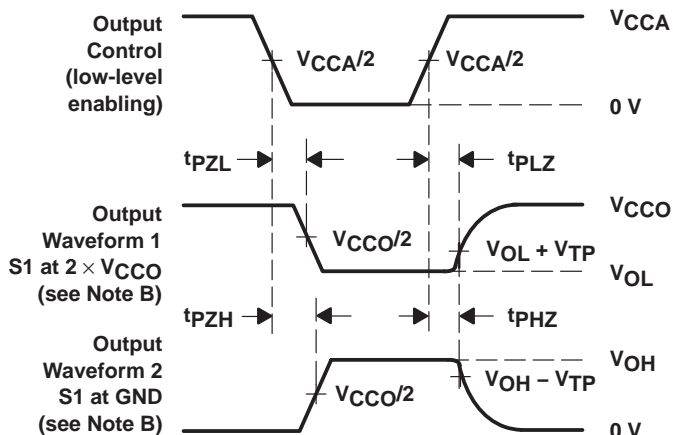 Output
Control
(low-level
enabling)
VCCA
VCCA/2
VCCA/2
0 V
tPZL
tPLZ
Output
Waveform 1
S1 at 2 × VCCO
(see Note B)
VCCO
VCCO/2
VOL + VTP
VOL
tPZH
tPHZ
Output
Waveform 2
S1 at GND
(see Note B)
VOH
VCCO/2
VOH − VTP
0 V